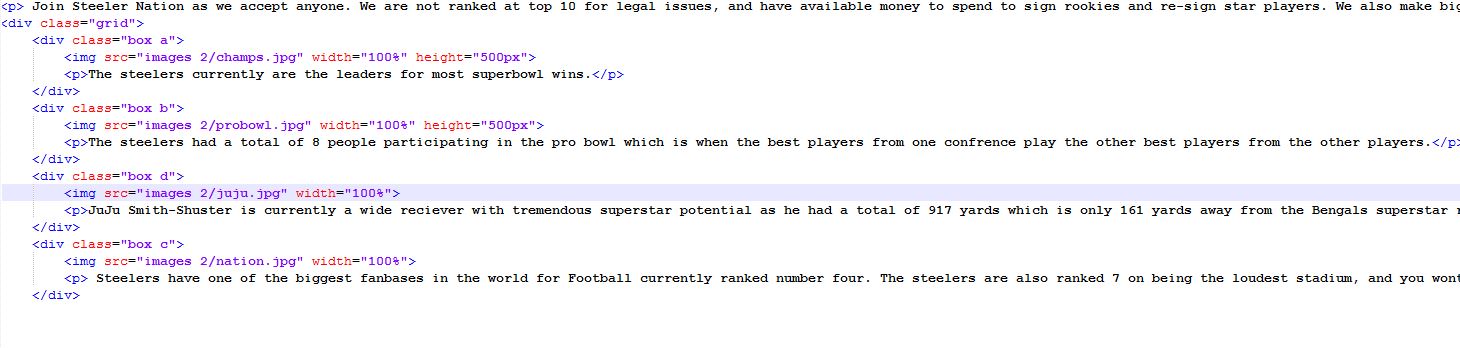 <p> Join Steeler Nation as we accept anyone. We are not ranked at top 10 for legal issues, and have available money to spend to sign rookies and re-sign star players. We also make big
<div class="grid">
<div class="box a">
<img src="images 2/champs.jpg" width="100%" height="500px">
<p>The steelers currently are the leaders for most superbowl wins.</p>
</div>
<div class="box b">
<img src="images 2/probowl.jpg" width="100%" height="500px">
<p>The steelers had a total of 8 people participating in the pro bowl which is when the best players from one confrence play the other best players from the other players.</p>
</div>
<div class="box d">
<img src="images 2/juju.jpg" width="100%">
<p>JuJu Smith-Shuster is currently a wide reciever with tremendous superstar potential as he had a total of 917 yards which is only 161 yards away from the Bengals superstar
</div>
<div class="box c">
<img src="images 2/nation.jpg" width="100%">
<p> Steelers have one of the biggest fanbases in the world for Football currently ranked number four. The steelers are also ranked 7 on being the loudest stadium, and you wont
</div>